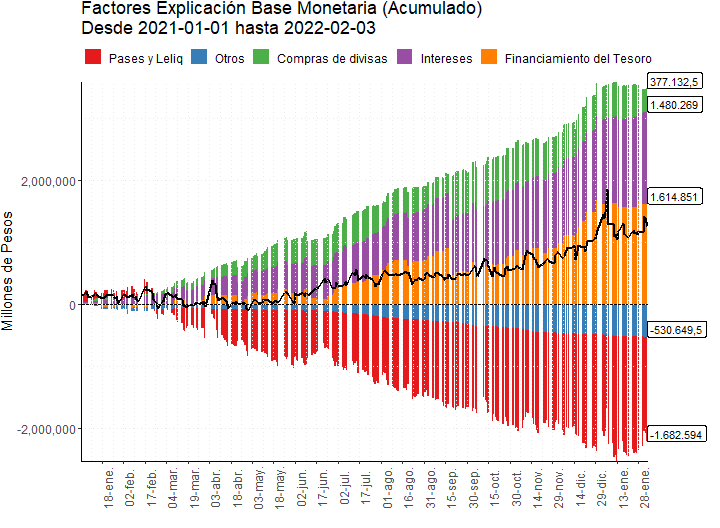 Factores Explicación Base Monetaria (Acumulado)
Desde 2021-01-01 hasta 2022-02-03
Pases y Leliq Otros Compras de divisas Intereses Financiamiento del Tesoro
Millones de Pesos
2,000,000
0
-2,000,000
377.132,5
1.480.269
1.614.851
-530.649,5
-1.682.594
18-ene.
02-feb.
17-feb.
04-mar.
19-mar.
03-abr.
18-abr.
03-may.
18-may.
02-jun.
17-jun.
02-jul.
17-jul.
01-ago.
16-ago.
31-ago.
15-sep.
30-sep.
15-oct.
30-oct.
14-nov.
29-nov.
14-dic.
29-dic.
13-ene.
28-ene.